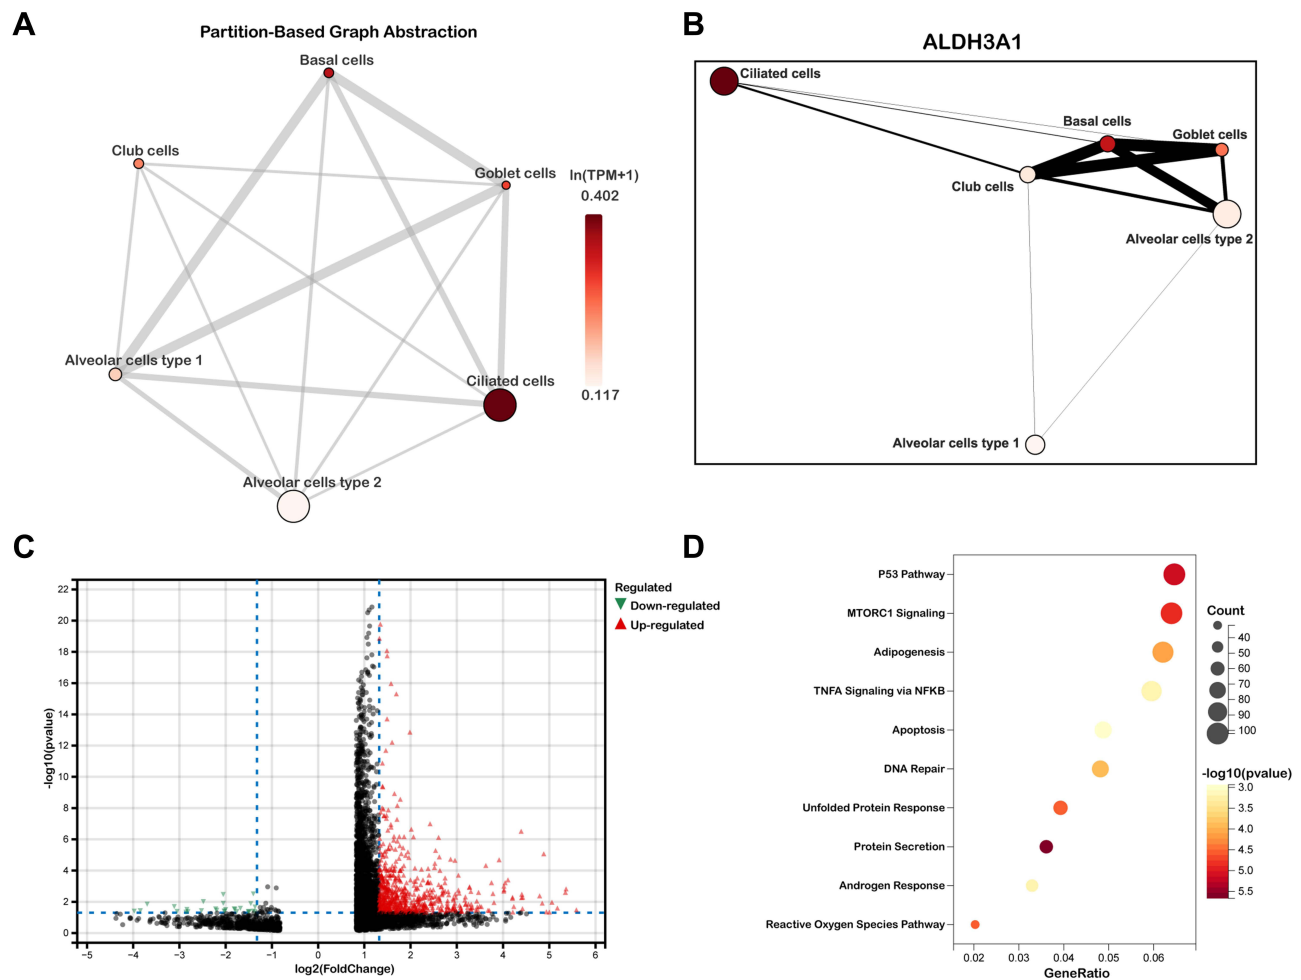 A
Partition-Based Graph Abstraction
Basal cells
Club cells
Goblet cells
ln(TPM+1)
0.402
Alveolar cells type 1
Ciliated cells
0.117
Alveolar cells type 2
B
ALDH3A1
Ciliated cells
Basal cells
Goblet cells
Club cells
Alveolar cells type 2
Alveolar cells type 1
C
-log10(pvalue)
22
20
18
16
14
12
10
8
6
4
2
0
−5 −4 −3 −2 −1 0 1 2 3 4 5 6
log2(FoldChange)
Regulated
Down-regulated
Up-regulated
D
P53 Pathway
MTORC1 Signaling
Adipogenesis
TNFA Signaling via NFKB
Apoptosis
DNA Repair
Unfolded Protein Response
Protein Secretion
Androgen Response
Reactive Oxygen Species Pathway
0.02 0.03 0.04 0.05 0.06
GeneRatio
Count
40
50
60
70
80
90
100
-log10(pvalue)
3.0
3.5
4.0
4.5
5.0
5.5